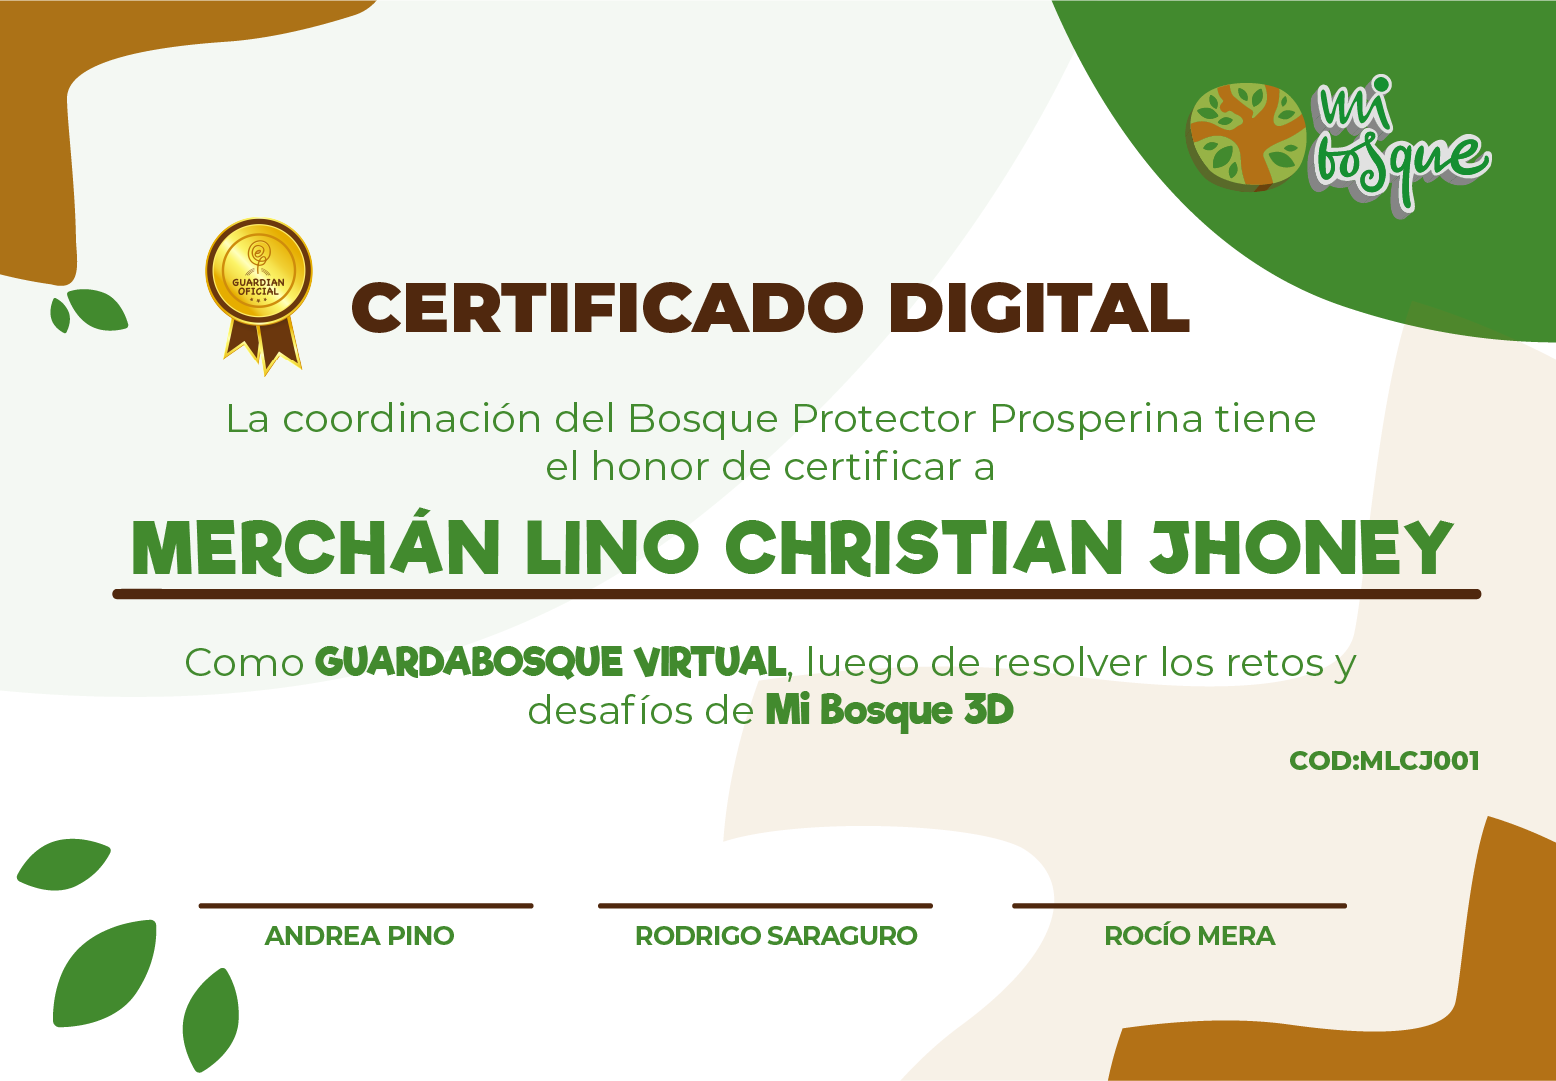 mi
bosque
GUARDIAN
OFICIAL
CERTIFICADO DIGITAL
La coordinación del Bosque Protector Prosperina tiene
el honor de certificar a
MERCHÁN LINO CHRISTIAN JHONEY
Como GUARDABOSQUE VIRTUAL, luego de resolver los retos y
desafíos de Mi Bosque 3D
COD:MLCJ001
ANDREA PINO
RODRIGO SARAGURO
ROCÍO MERA